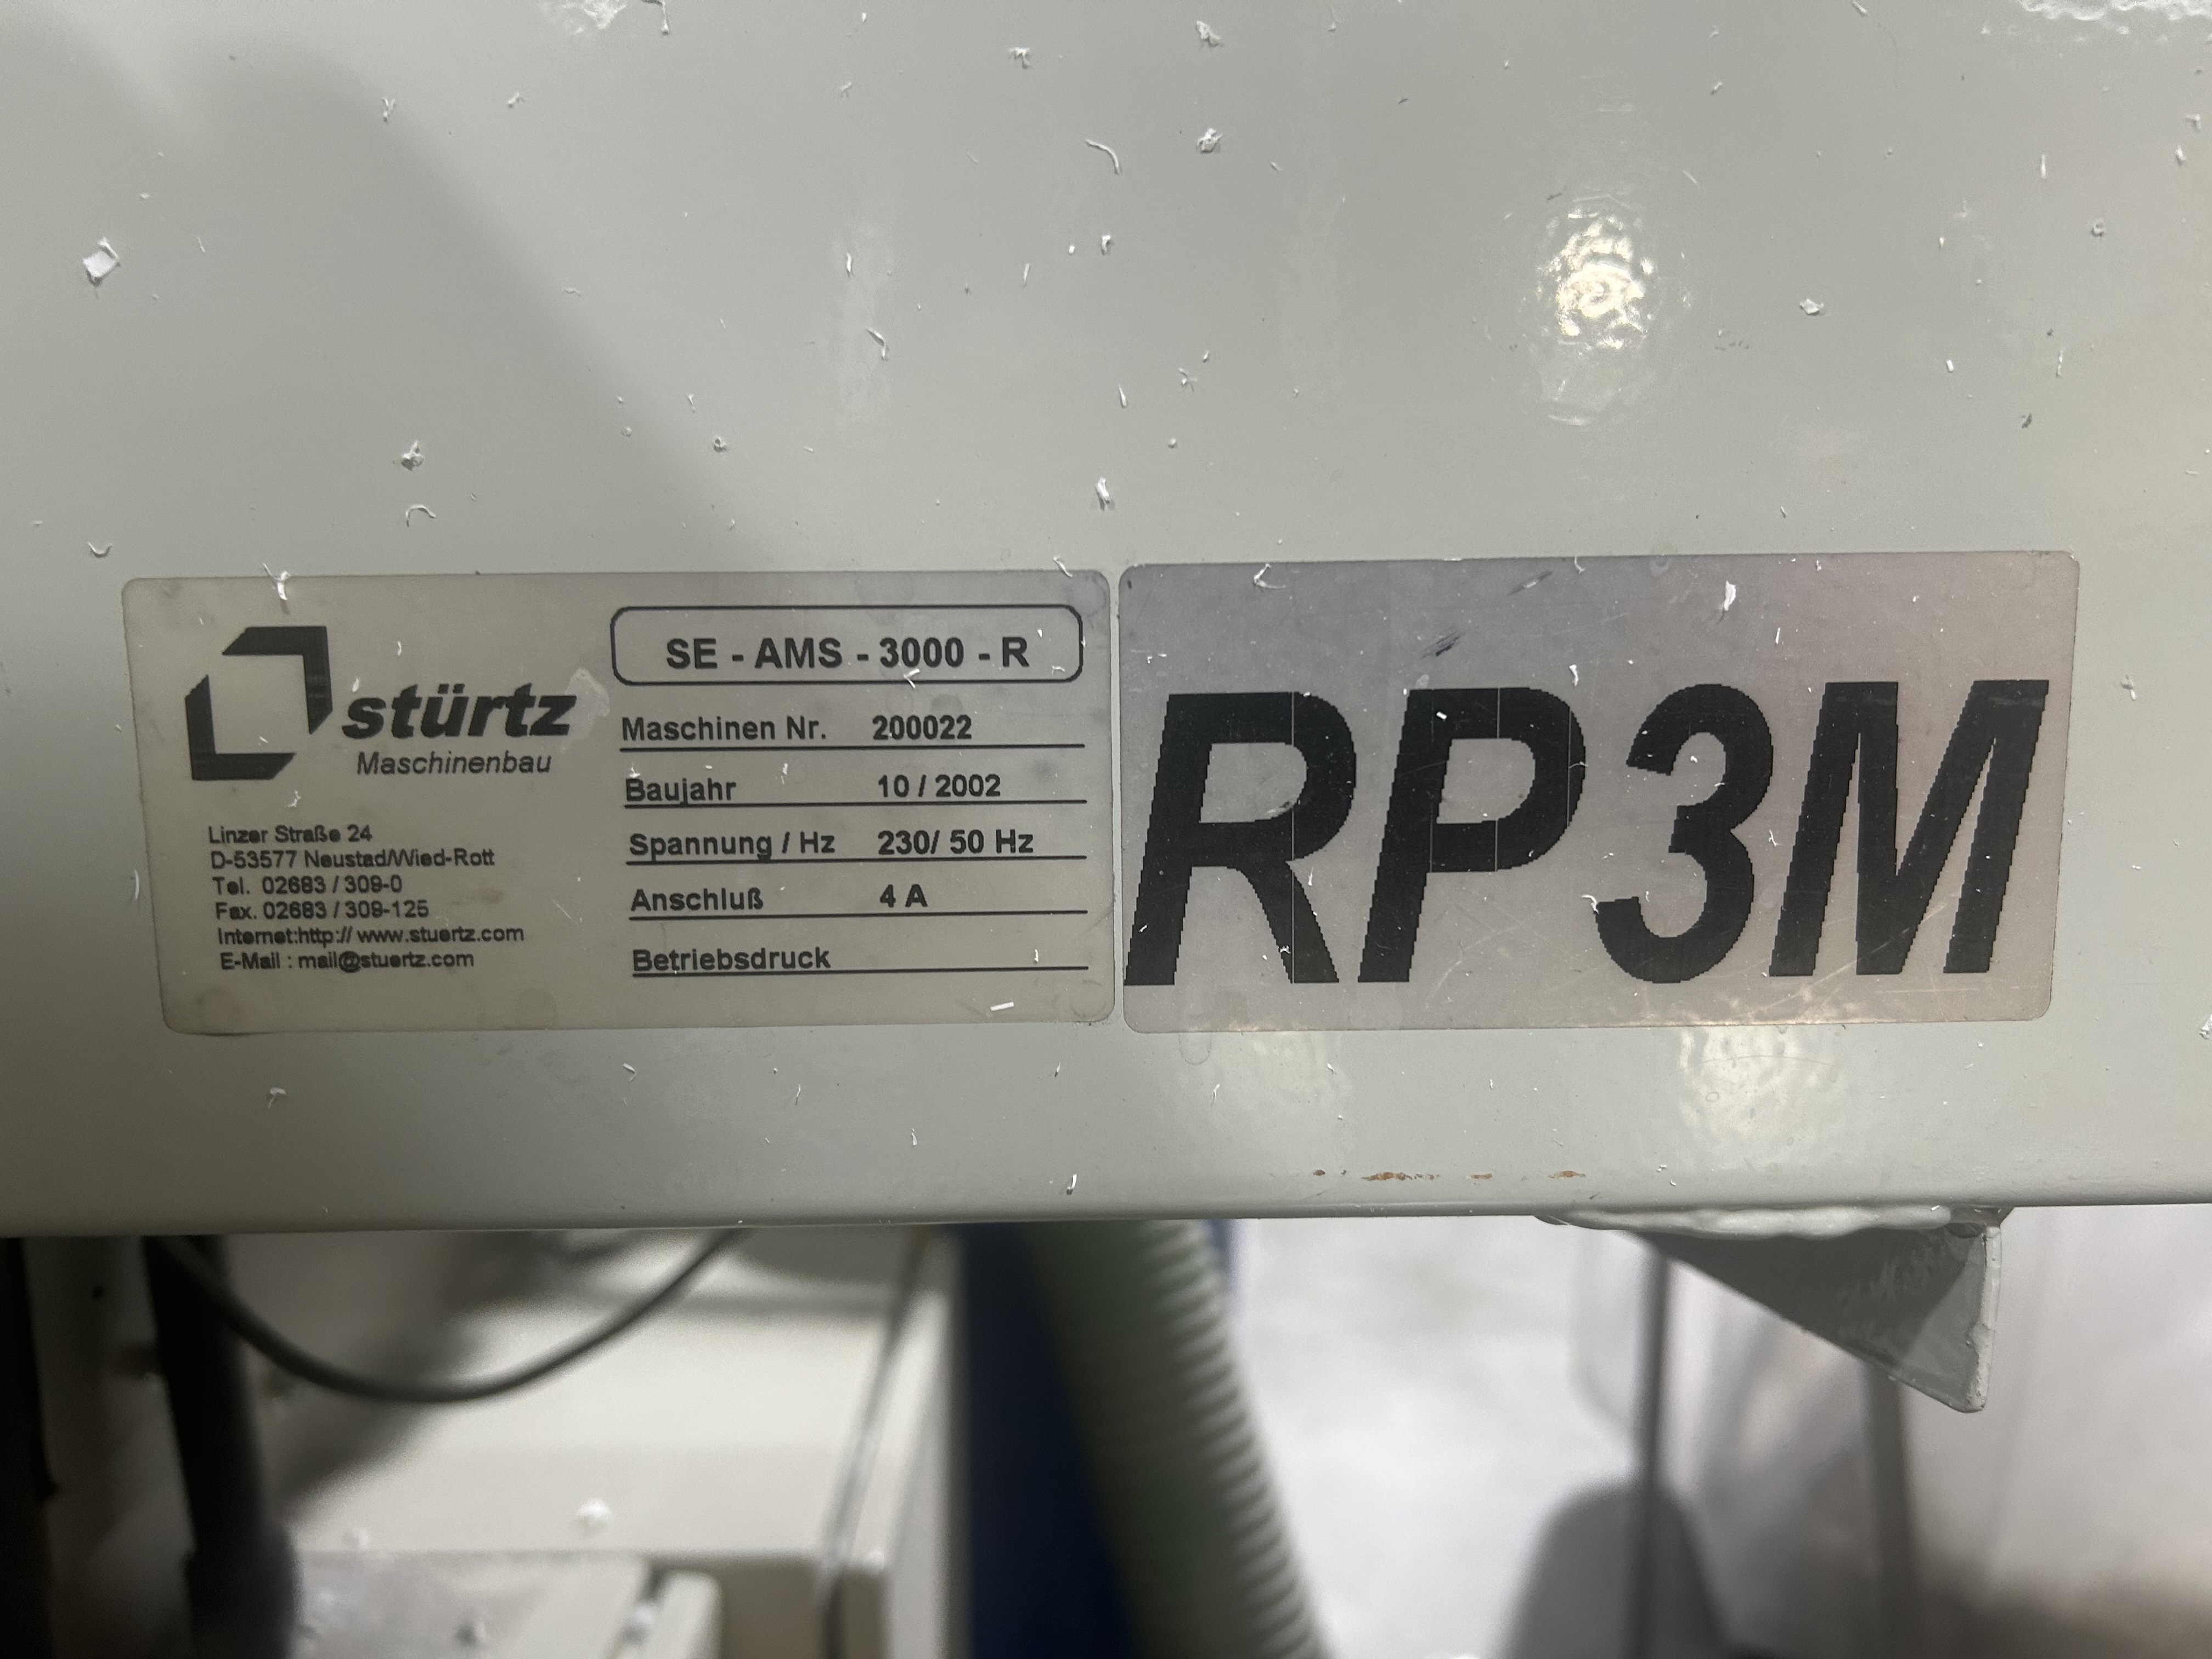 stürtz
Maschinenbau
Linzer Straße 24
D-53577 Neustad/Wied-Rott
Tel. 02683 / 309-0
Fax. 02683 / 309-125
Internet:http:// www.stuertz.com
E-Mail : mail@stuertz.com
SE - AMS - 3000 - R
Maschinen Nr. 200022
Baujahr 10 / 2002
Spannung / Hz 230/ 50 Hz
Anschluß 4 A
Betriebsdruck
RP3M